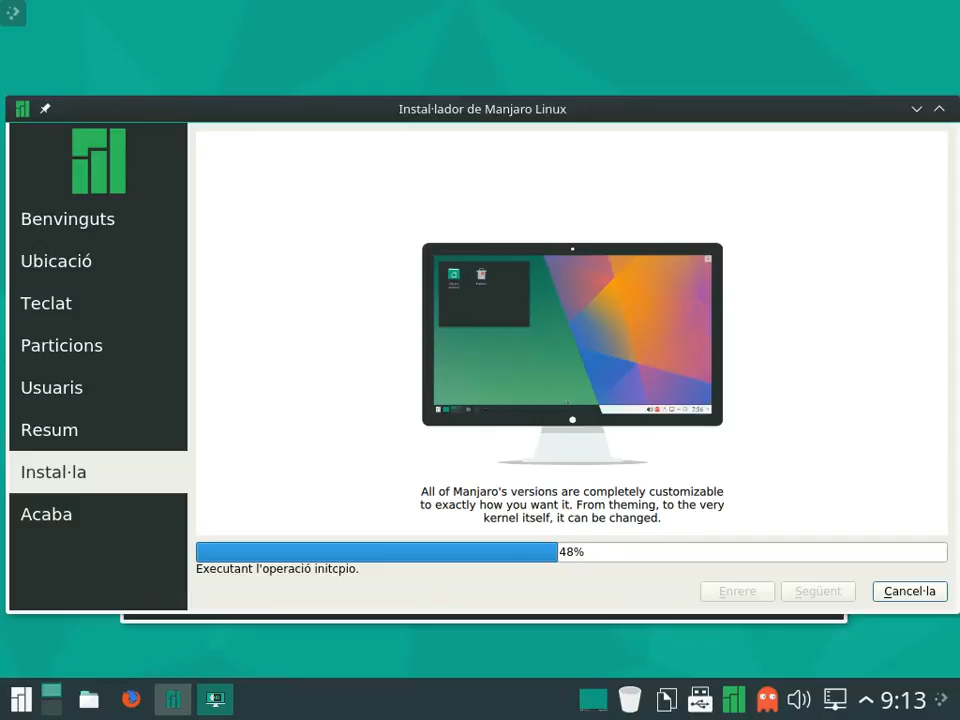 Instal·lador de Manjaro Linux
Benvinguts
Ubicació
Teclat
Particions
Usuaris
Resum
Instal·la
Acaba
7:56
All of Manjaro's versions are completely customizable
to exactly how you want it. From theming, to the very
kernel itself, it can be changed.
48%
Executant l'operació initcpio.
Enrere
Següent
Cancel·la
9:13